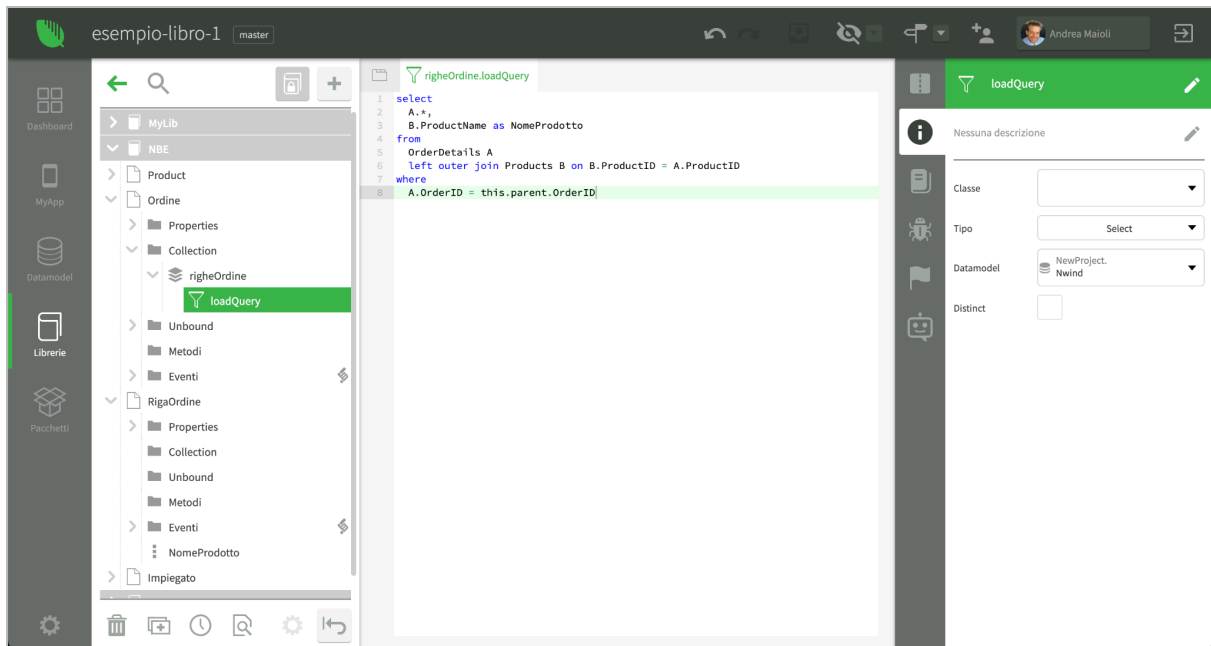 esempio-libro-1 master
Andrea Maioli
Dashboard
MyApp
Datamodel
Librerie
Pacchetti
MyLib
NBE
Product
Ordine
Properties
Collection
righeOrdine
loadQuery
Unbound
Metodi
Eventi
RigaOrdine
Properties
Collection
Unbound
Metodi
Eventi
NomeProdotto
Impiegato
righeOrdine.loadQuery
1 select
2 A.*,
3 B.ProductName as NomeProdotto
4 from
5 OrderDetails A
6 left outer join Products B on B.ProductID = A.ProductID
7 where
8 A.OrderID = this.parent.OrderID
loadQuery
Nessuna descrizione
Classe
Tipo Select
Datamodel NewProject.
Nwind
Distinct